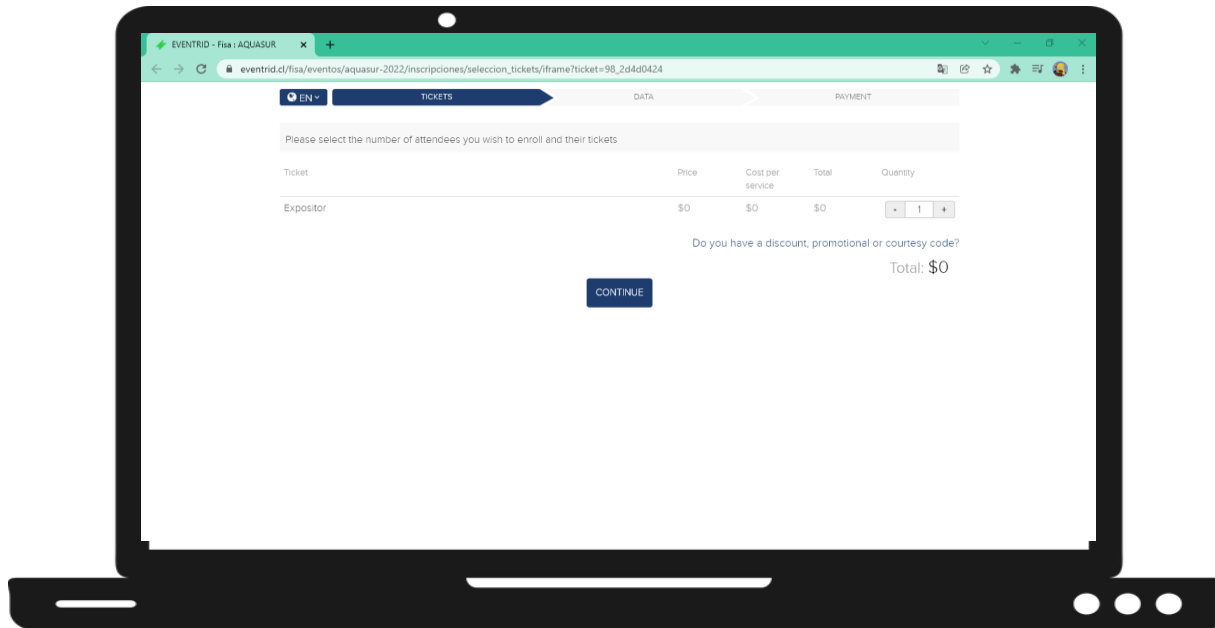 EVENTRID - Fisa : AQUASUR
eventrid.cl/fisa/eventos/aquasur-2022/inscripciones/seleccion_tickets/iframe?ticket=98_2d4d0424
EN TICKETS DATA PAYMENT
Please select the number of attendees you wish to enroll and their tickets
Ticket Price Cost per service Total Quantity
Expositor $0 $0 $0 - 1 +
Do you have a discount, promotional or courtesy code?
Total: $0
CONTINUE